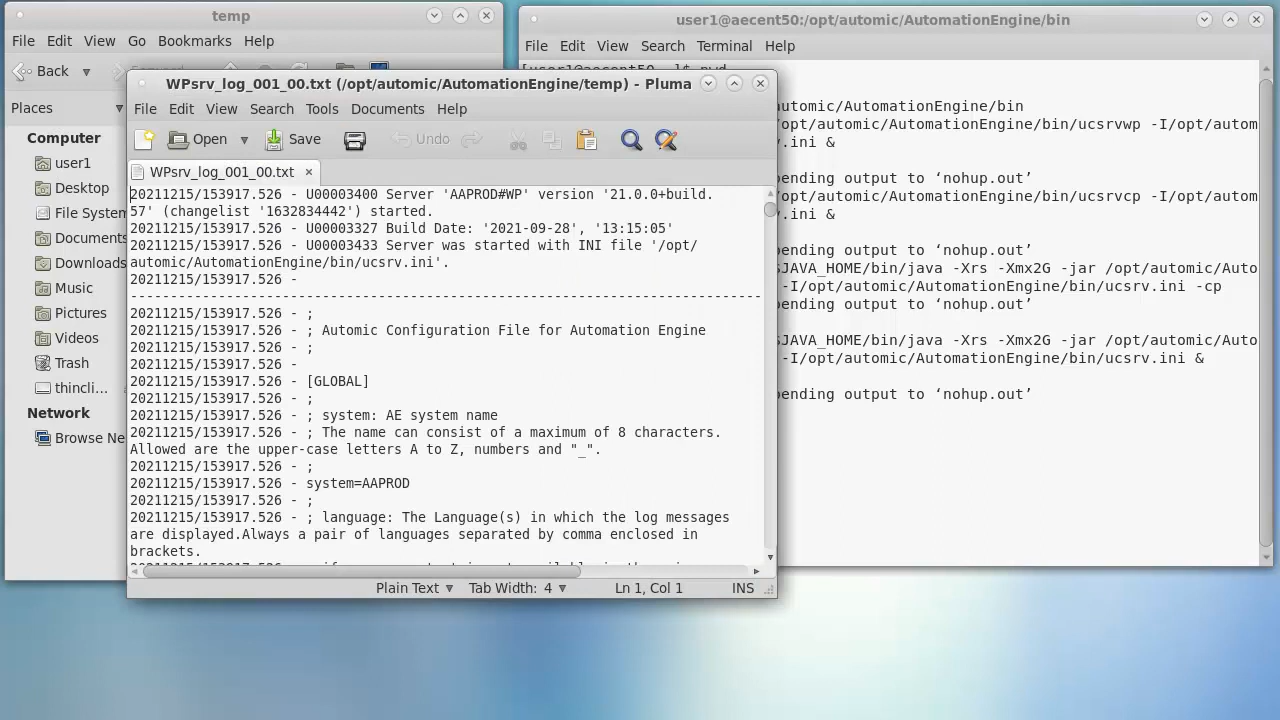 temp
File Edit View Go Bookmarks Help
Back
Places
Computer
user1
Desktop
File System
Documents
Downloads
Music
Pictures
Videos
Trash
thincli...
Network
Browse Ne
user1@aecent50:/opt/automic/AutomationEngine/bin
File Edit View Search Terminal Help
automic/AutomationEngine/bin
/opt/automic/AutomationEngine/bin/ucsrvwp -I/opt/autom
.ini &
pending output to ‘nohup.out’
/opt/automic/AutomationEngine/bin/ucsrvcp -I/opt/autom
.ini &
pending output to ‘nohup.out’
$JAVA_HOME/bin/java -Xrs -Xmx2G -jar /opt/automic/Auto
-I/opt/automic/AutomationEngine/bin/ucsrv.ini -cp
pending output to ‘nohup.out’
$JAVA_HOME/bin/java -Xrs -Xmx2G -jar /opt/automic/Auto
-I/opt/automic/AutomationEngine/bin/ucsrv.ini &
pending output to ‘nohup.out’
WPsrv_log_001_00.txt (/opt/automic/AutomationEngine/temp) - Pluma
File Edit View Search Tools Documents Help
Open Save Undo
WPsrv_log_001_00.txt ×
20211215/153917.526 - U00003400 Server 'AAPROD#WP' version '21.0.0+build.
57' (changelist '1632834442') started.
20211215/153917.526 - U00003327 Build Date: '2021-09-28', '13:15:05'
20211215/153917.526 - U00003433 Server was started with INI file '/opt/
automic/AutomationEngine/bin/ucsrv.ini'.
20211215/153917.526 -
-------------------------------------------------------------------------------
20211215/153917.526 - ;
20211215/153917.526 - ; Automic Configuration File for Automation Engine
20211215/153917.526 - ;
20211215/153917.526 -
20211215/153917.526 - [GLOBAL]
20211215/153917.526 - ;
20211215/153917.526 - ; system: AE system name
20211215/153917.526 - ; The name can consist of a maximum of 8 characters.
Allowed are the upper-case letters A to Z, numbers and "_".
20211215/153917.526 - ;
20211215/153917.526 - system=AAPROD
20211215/153917.526 - ;
20211215/153917.526 - ; language: The Language(s) in which the log messages
are displayed.Always a pair of languages separated by comma enclosed in
brackets.
Plain Text Tab Width: 4 Ln 1, Col 1 INS